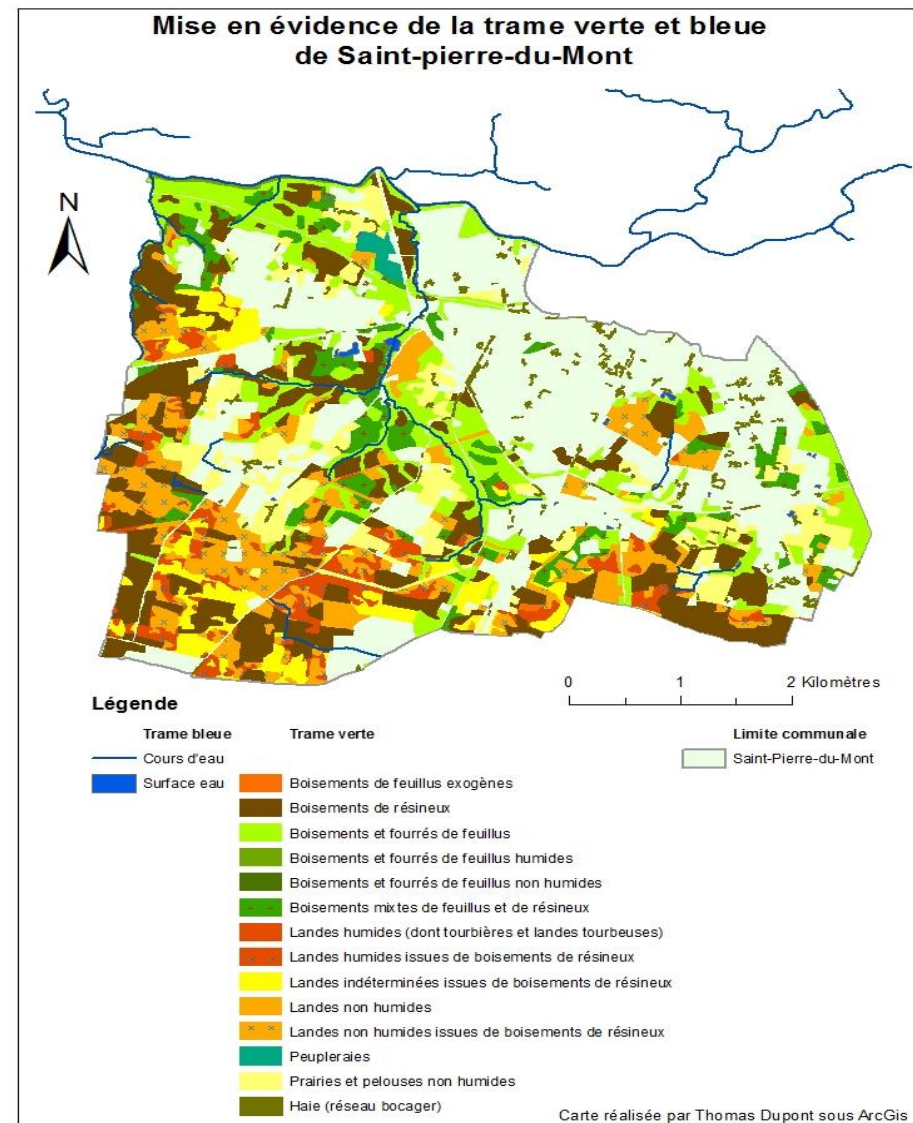 Mise en évidence de la trame verte et bleue
de Saint-pierre-du-Mont
N
0 1 2 Kilomètres
Légende
Trame bleue
Cours d'eau
Surface eau
Trame verte
Boisements de feuillus exogènes
Boisements de résineux
Boisements et fourrés de feuillus
Boisements et fourrés de feuillus humides
Boisements et fourrés de feuillus non humides
Boisements mixtes de feuillus et de résineux
Landes humides (dont tourbières et landes tourbeuses)
Landes humides issues de boisements de résineux
Landes indéterminées issues de boisements de résineux
Landes non humides
Landes non humides issues de boisements de résineux
Peupleraies
Prairies et pelouses non humides
Haie (réseau bocager)
Limite communale
Saint-Pierre-du-Mont
Carte réalisée par Thomas Dupont sous ArcGis